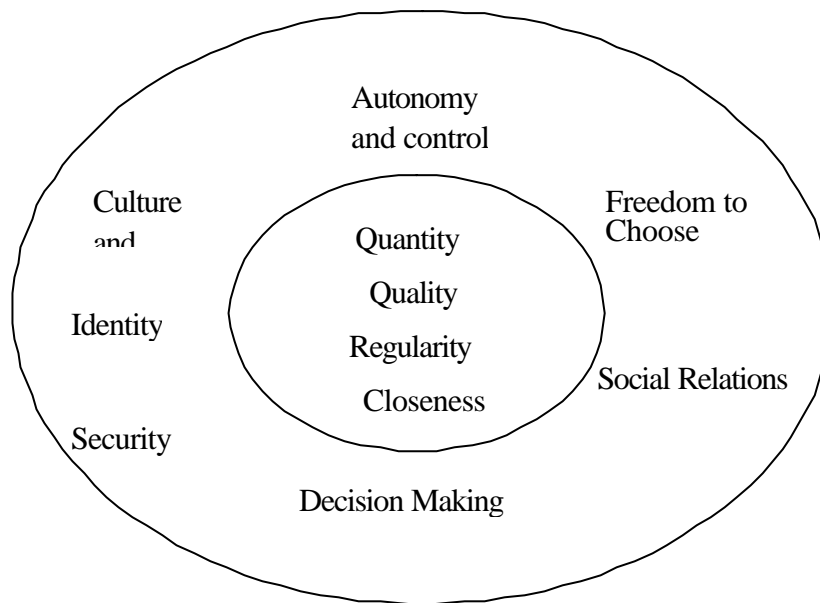 Autonomy
and control
Culture
and
Freedom to
Choose
Quantity
Quality
Identity
Regularity
Social Relations
Closeness
Security
Decision Making